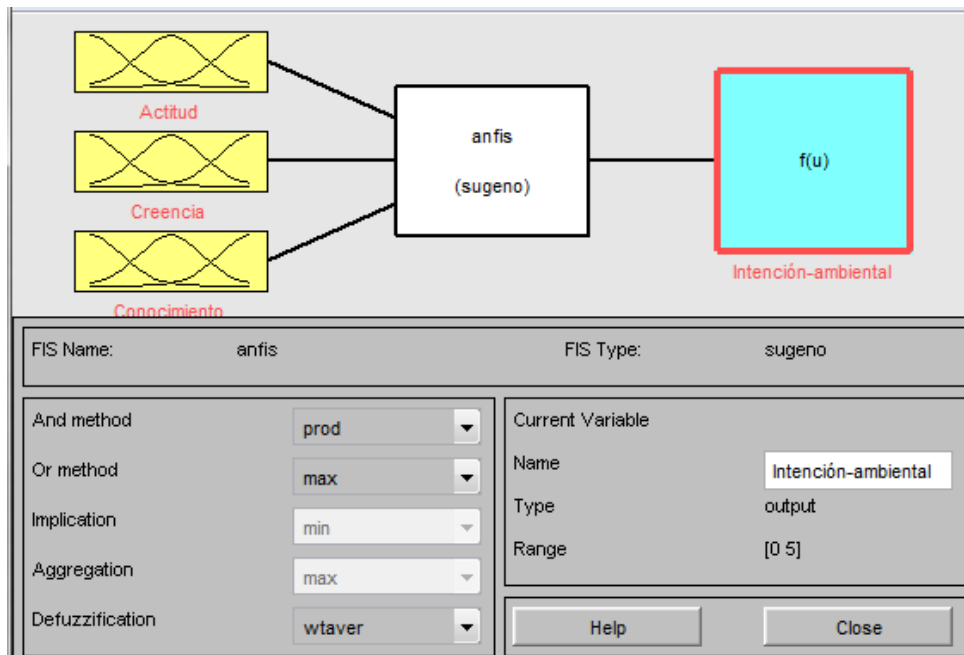 Actitud
Creencia
Conocimiento
anfis
(sugeno)
f(u)
Intención-ambiental
FIS Name: anfis FIS Type: sugeno
And method prod
Or method max
Implication min
Aggregation max
Defuzzification wtaver
Current Variable
Name Intención-ambiental
Type output
Range [0 5]
Help Close